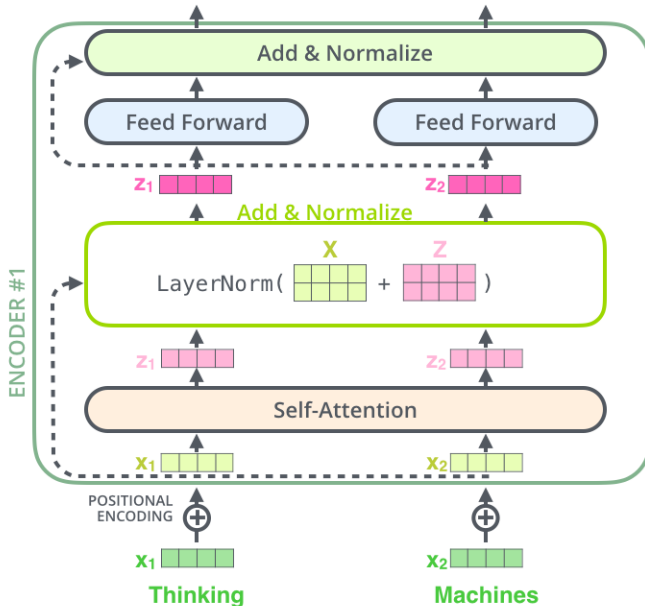 Add & Normalize
Feed Forward Feed Forward
z1 z2
Add & Normalize
X Z
LayerNorm( + )
ENCODER #1
z1 z2
Self-Attention
x1 x2
POSITIONAL
ENCODING
x1 x2
Thinking Machines